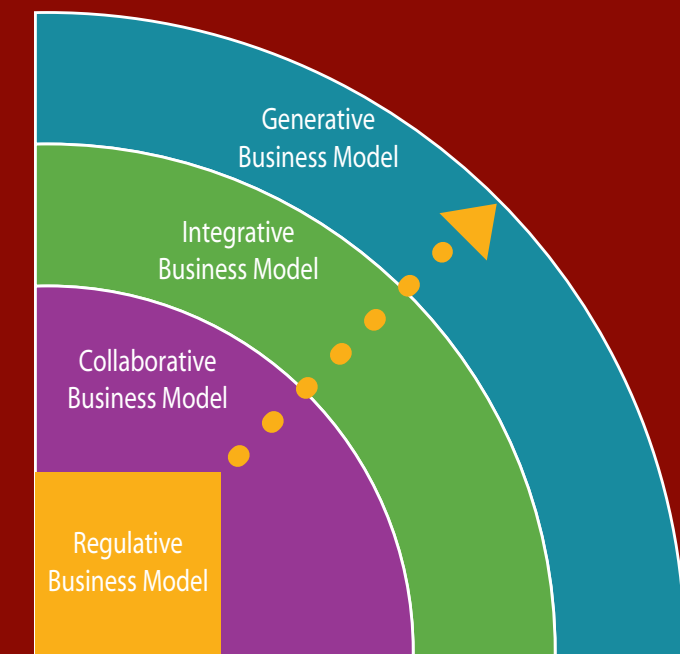 Generative
Business Model
Integrative
Business Model
Collaborative
Business Model
Regulative
Business Model